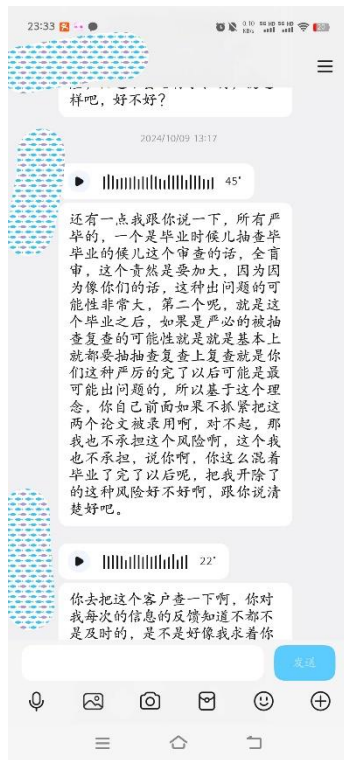 23:33
样吧，好不好？
2024/10/09 13:17
45"
还有一点我跟你说一下，所有严
毕的，一个是毕业时候儿抽查毕
毕业的候儿这个审查的话，全盲
审，这个责然是要加大，因为因
为像你们的话，这种出问题的可
能性非常大，第二个呢，就是这
个毕业之后，如果是严必的被抽
查复查的可能性就是就是基本上
就都要抽抽查复查上复查就是你
们这种严厉的完了以后可能是最
可能出问题的，所以基于这个理
念，你自己前面如果不抓紧把这
两个论文被录用啊，对不起，那
我也不承担这个风险啊，这个我
也不承担，说你啊，你这么混着
毕业了完了以后呢，把我开除了
的这种风险好不好啊，跟你说清
楚好吧。
22"
你去把这个客户查一下啊，你对
我每次的信息的反馈知道不都不
是及时的，是不是好像我求着你
发送